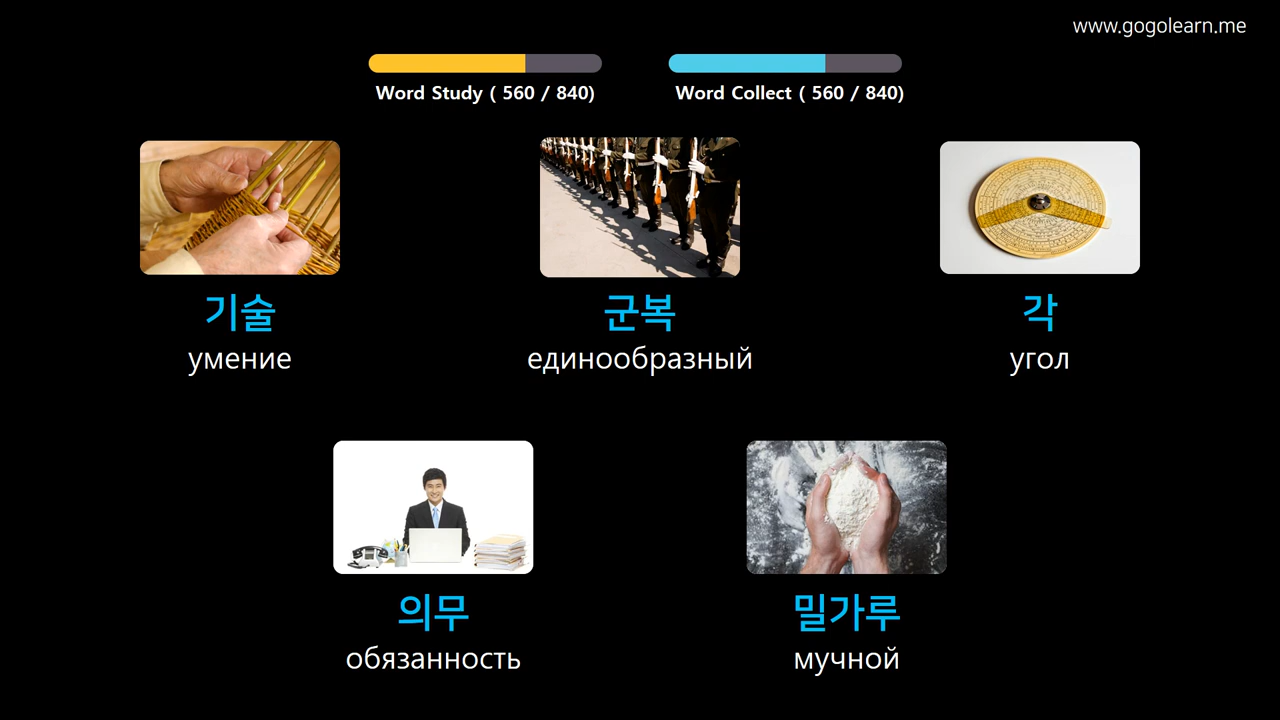 www.gogolearn.me
Word Study ( 560 / 840)
Word Collect ( 560 / 840)
기술
умение
군복
единообразный
각
угол
의무
обязанность
밀가루
мучной